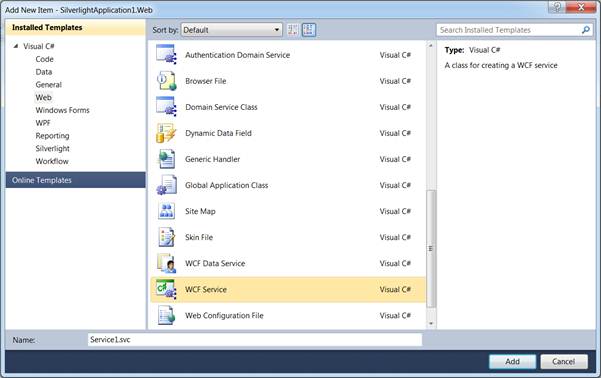 Add New Item - SilverlightApplication1.Web
Installed Templates
Sort by: Default
Search Installed Templates
Visual C#
Code
Data
General
Web
Windows Forms
WPF
Reporting
Silverlight
Workflow
Online Templates
Authentication Domain Service Visual C#
Browser File Visual C#
Domain Service Class Visual C#
Dynamic Data Field Visual C#
Generic Handler Visual C#
Global Application Class Visual C#
Site Map Visual C#
Skin File Visual C#
WCF Data Service Visual C#
WCF Service Visual C#
Web Configuration File Visual C#
Type: Visual C#
A class for creating a WCF service
Name: Service1.svc
Add Cancel